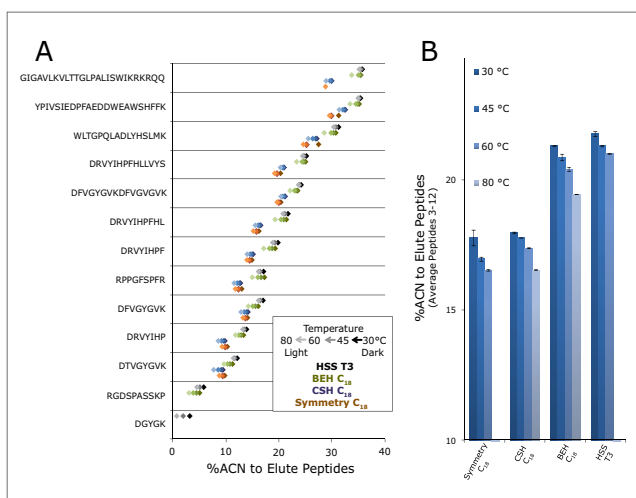 A
GIGAVLKVLTTGLPALISWIKRKRQQ
YPIVSIEDPFAEDDWEAWSHFFK
WLTGPQLADLYHSLMK
DRVYIHPFHLLVYS
DFVGYGVKDFVGVGVK
DRVYIHPFHL
DRVYIHPF
RPPGFSPFR
DFVGYGVK
DRVYIHP
DTVGYGVK
RGDSPASSKP
DGYGK
0 10 20 30 40
%ACN to Elute Peptides
Temperature
80 60 45 30°C
Light Dark
HSS T3
BEH C18
CSH C18
Symmetry C18
B
30 °C
45 °C
60 °C
80 °C
%ACN to Elute Peptides
(Average Peptides 3-12)
20
15
10
Symmetry C18
CSH C18
BEH C18
HSS T3